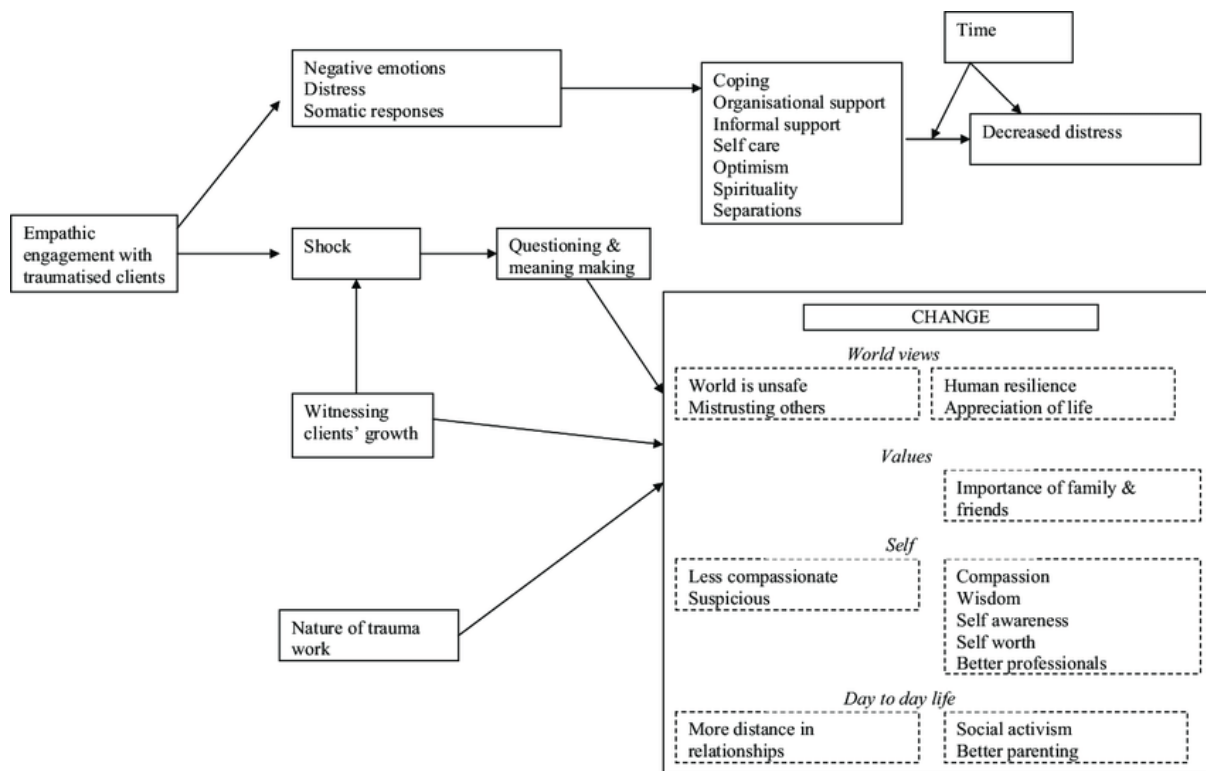 Time
Negative emotions
Distress
Somatic responses
Coping
Organisational support
Informal support
Self care
Optimism
Spirituality
Separations
Decreased distress
Empathic
engagement with
traumatised clients
Shock
Questioning &
meaning making
Witnessing
clients’ growth
Nature of trauma
work
CHANGE
World views
World is unsafe
Mistrusting others
Human resilience
Appreciation of life
Values
Importance of family &
friends
Self
Less compassionate
Suspicious
Compassion
Wisdom
Self awareness
Self worth
Better professionals
Day to day life
More distance in
relationships
Social activism
Better parenting